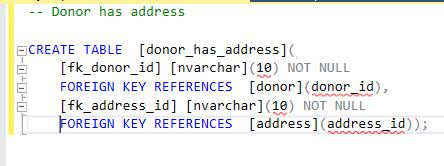 -- Donor has address
CREATE TABLE  [donor_has_address](
[fk_donor_id] [nvarchar](10) NOT NULL
FOREIGN KEY REFERENCES  [donor](donor_id),
[fk_address_id] [nvarchar](10) NOT NULL
FOREIGN KEY REFERENCES  [address](address_id));